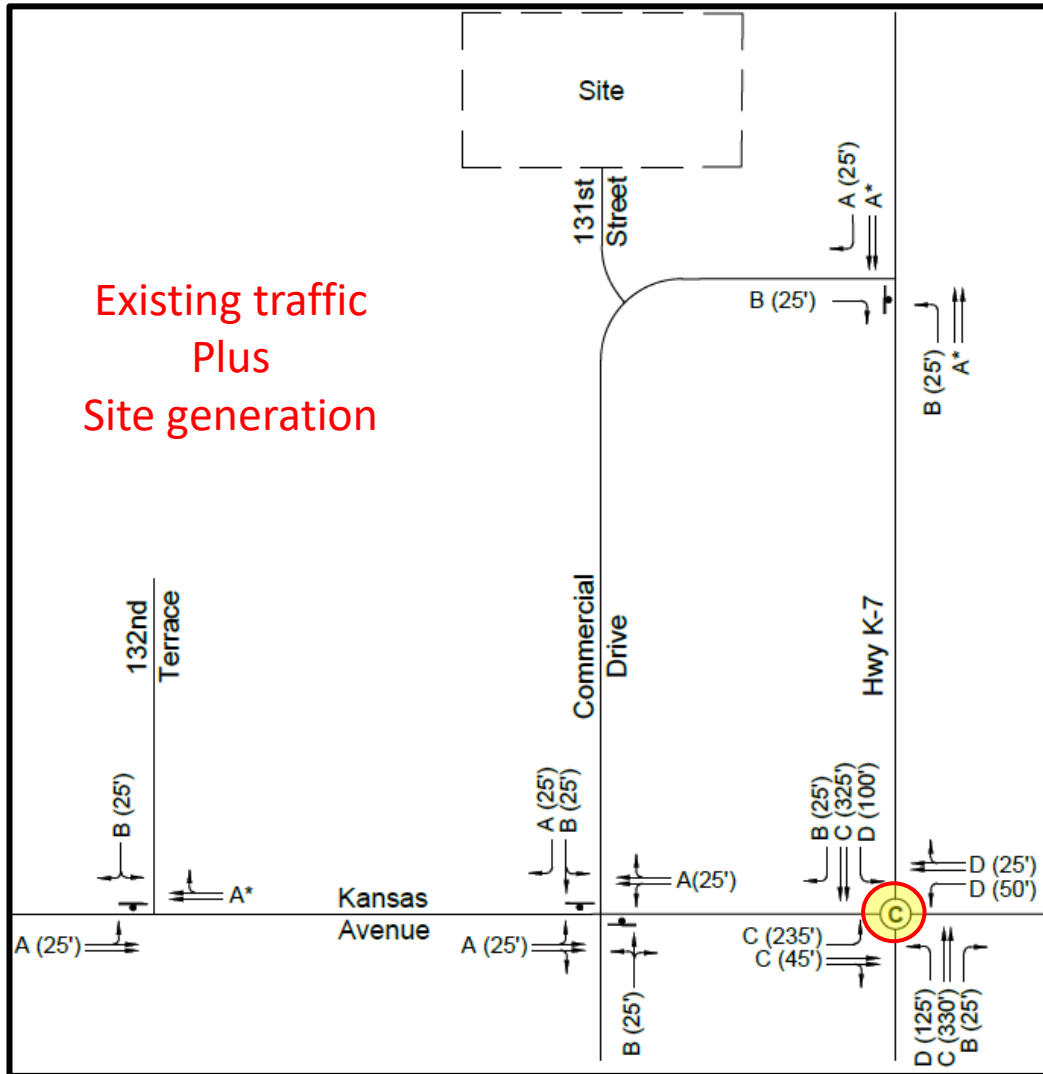 Site
131st
Street
A (25')
A*
Existing traffic
Plus
Site generation
B (25')
B (25')
A*
132nd
Terrace
Commercial
Drive
Hwy K-7
B (25')
A (25')
B (25')
B (25')
C (325')
D (100')
A*
Kansas
Avenue
A(25')
D (25')
D (50')
C
A (25')
A (25')
C (235')
C (45')
B (25')
D (125')
C (330')
B (25')